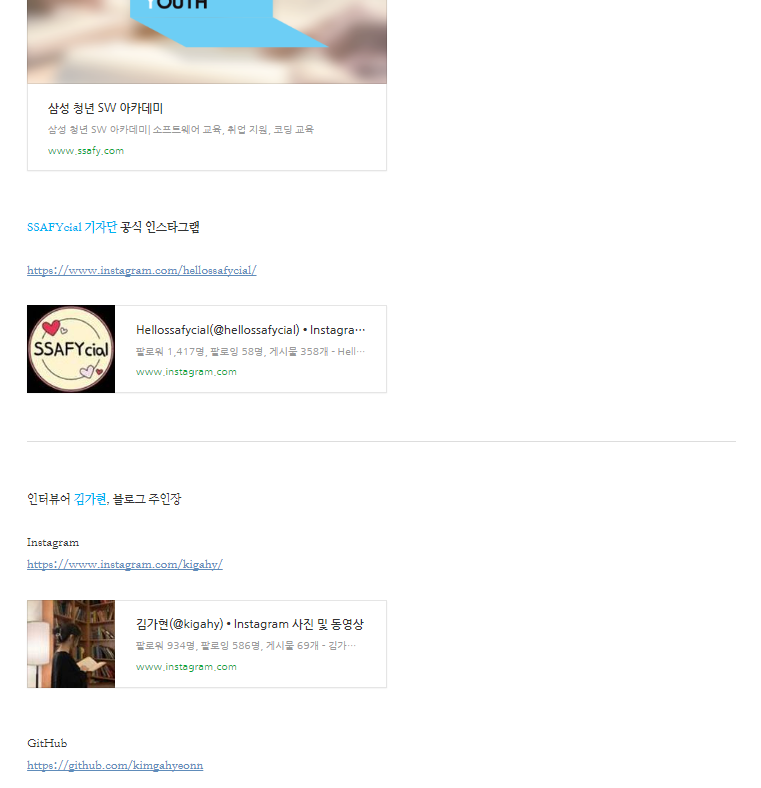 YOUTH
삼성 청년 SW 아카데미
삼성 청년 SW 아카데미| 소프트웨어 교육, 취업 지원, 코딩 교육
www.ssafy.com
SSAFYcial 기자단 공식 인스타그램
https://www.instagram.com/hellossafycial/
SSAFYcial
Hellossafycial(@hellossafycial) • Instagra…
팔로워 1,417명, 팔로잉 58명, 게시물 358개 - Hell…
www.instagram.com
인터뷰어 김가현, 블로그 주인장
Instagram
https://www.instagram.com/kigahy/
김가현(@kigahy) • Instagram 사진 및 동영상
팔로워 934명, 팔로잉 586명, 게시물 69개 - 김가…
www.instagram.com
GitHub
https://github.com/kimgahyeonn